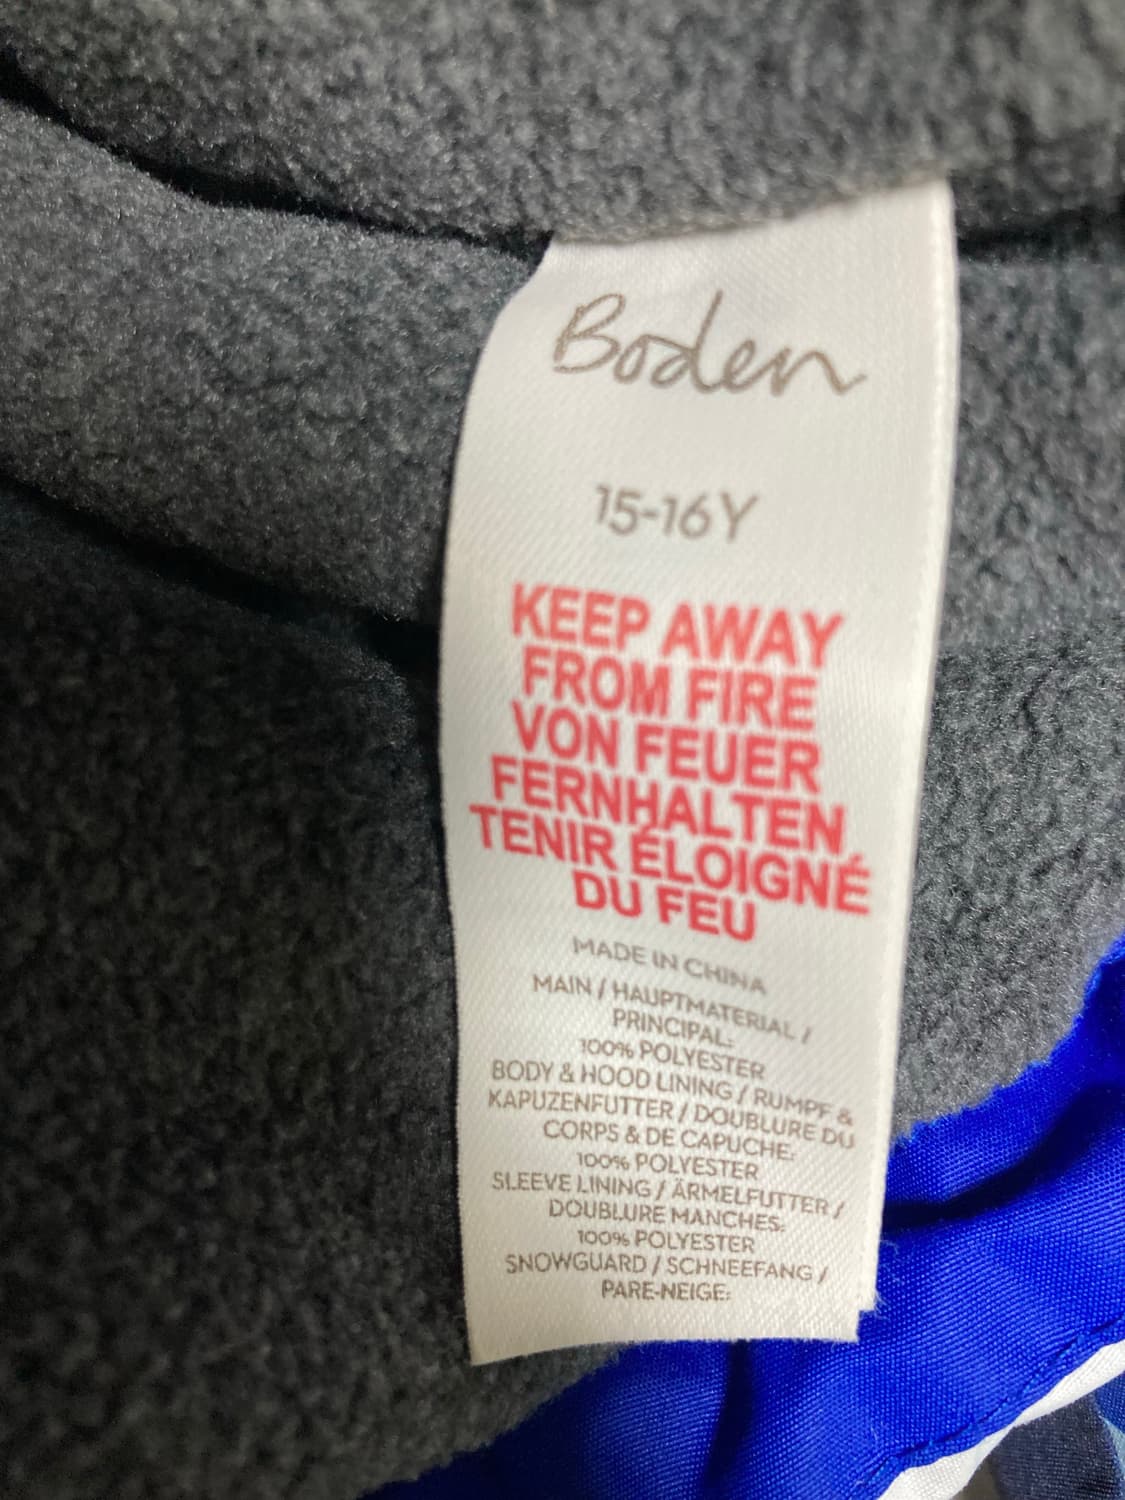 Boden
15-16Y
KEEP AWAY
FROM FIRE
VON FEUER
FERNHALTEN
TENIR ÉLOIGNÉ
DU FEU
MADE IN CHINA
MAIN / HAUPTMATERIAL /
PRINCIPAL:
100% POLYESTER
BODY & HOOD LINING / RUMPF &
KAPUZENFUTTER / DOUBLURE DU
CORPS & DE CAPUCHE:
100% POLYESTER
SLEEVE LINING / ÄRMELFUTTER /
DOUBLURE MANCHES:
100% POLYESTER
SNOWGUARD / SCHNEEFANG /
PARE-NEIGE: